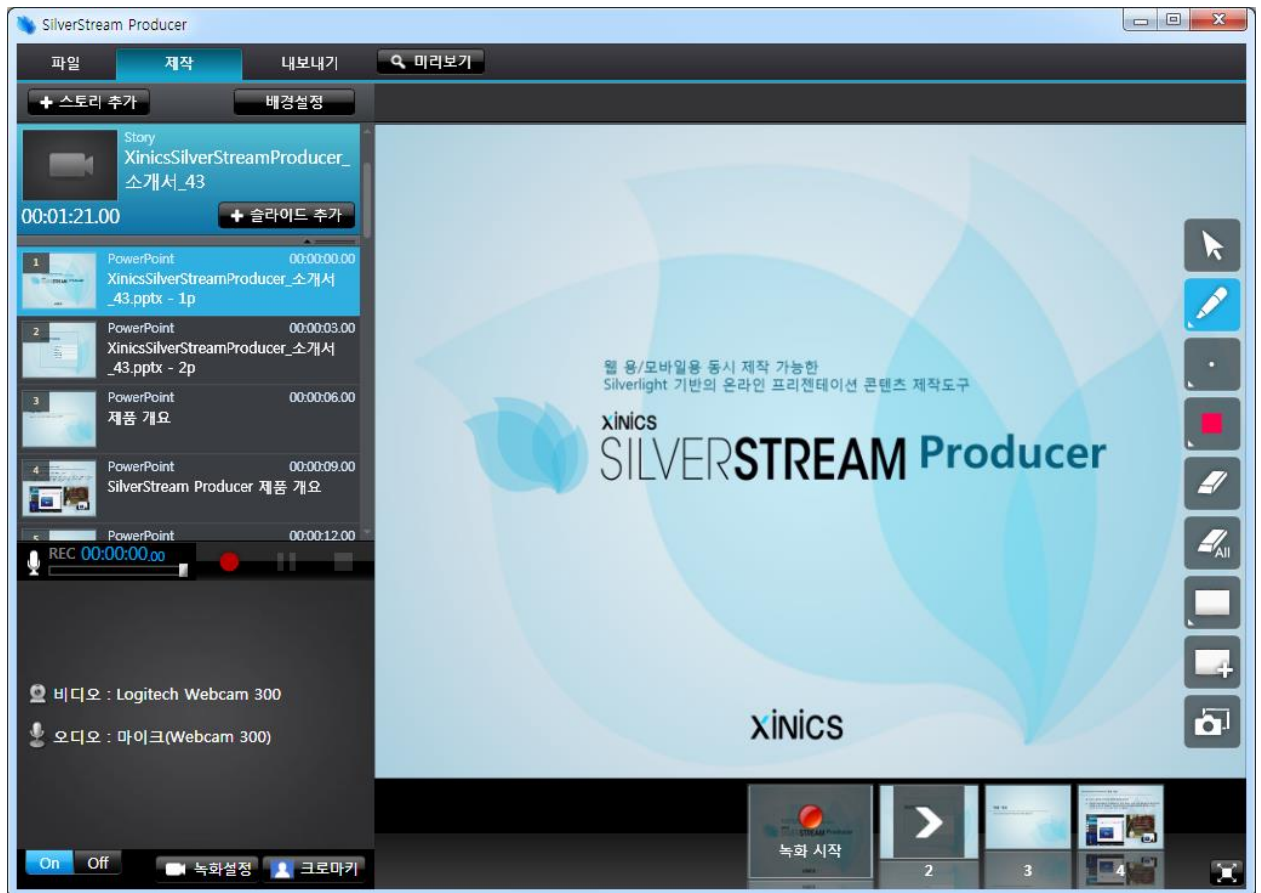 SilverStream Producer
파일 제작 내보내기 미리보기
스토리 추가 배경설정
Story
XinicsSilverStreamProducer_
소개서_43
00:01:21.00 슬라이드 추가
1 PowerPoint 00:00:00.00
XinicsSilverStreamProducer_소개서
_43.pptx - 1p
2 PowerPoint 00:00:03.00
XinicsSilverStreamProducer_소개서
_43.pptx - 2p
3 PowerPoint 00:00:06.00
제품 개요
4 PowerPoint 00:00:09.00
SilverStream Producer 제품 개요
5 PowerPoint 00:00:12.00
REC 00:00:00.00
비디오 : Logitech Webcam 300
오디오 : 마이크(Webcam 300)
On Off 녹화설정 크로마키
웹 용/모바일용 동시 제작 가능한
Silverlight 기반의 온라인 프리젠테이션 콘텐츠 제작도구
xinics
SILVERSTREAM Producer
xinics
All
녹화 시작
2 3 4